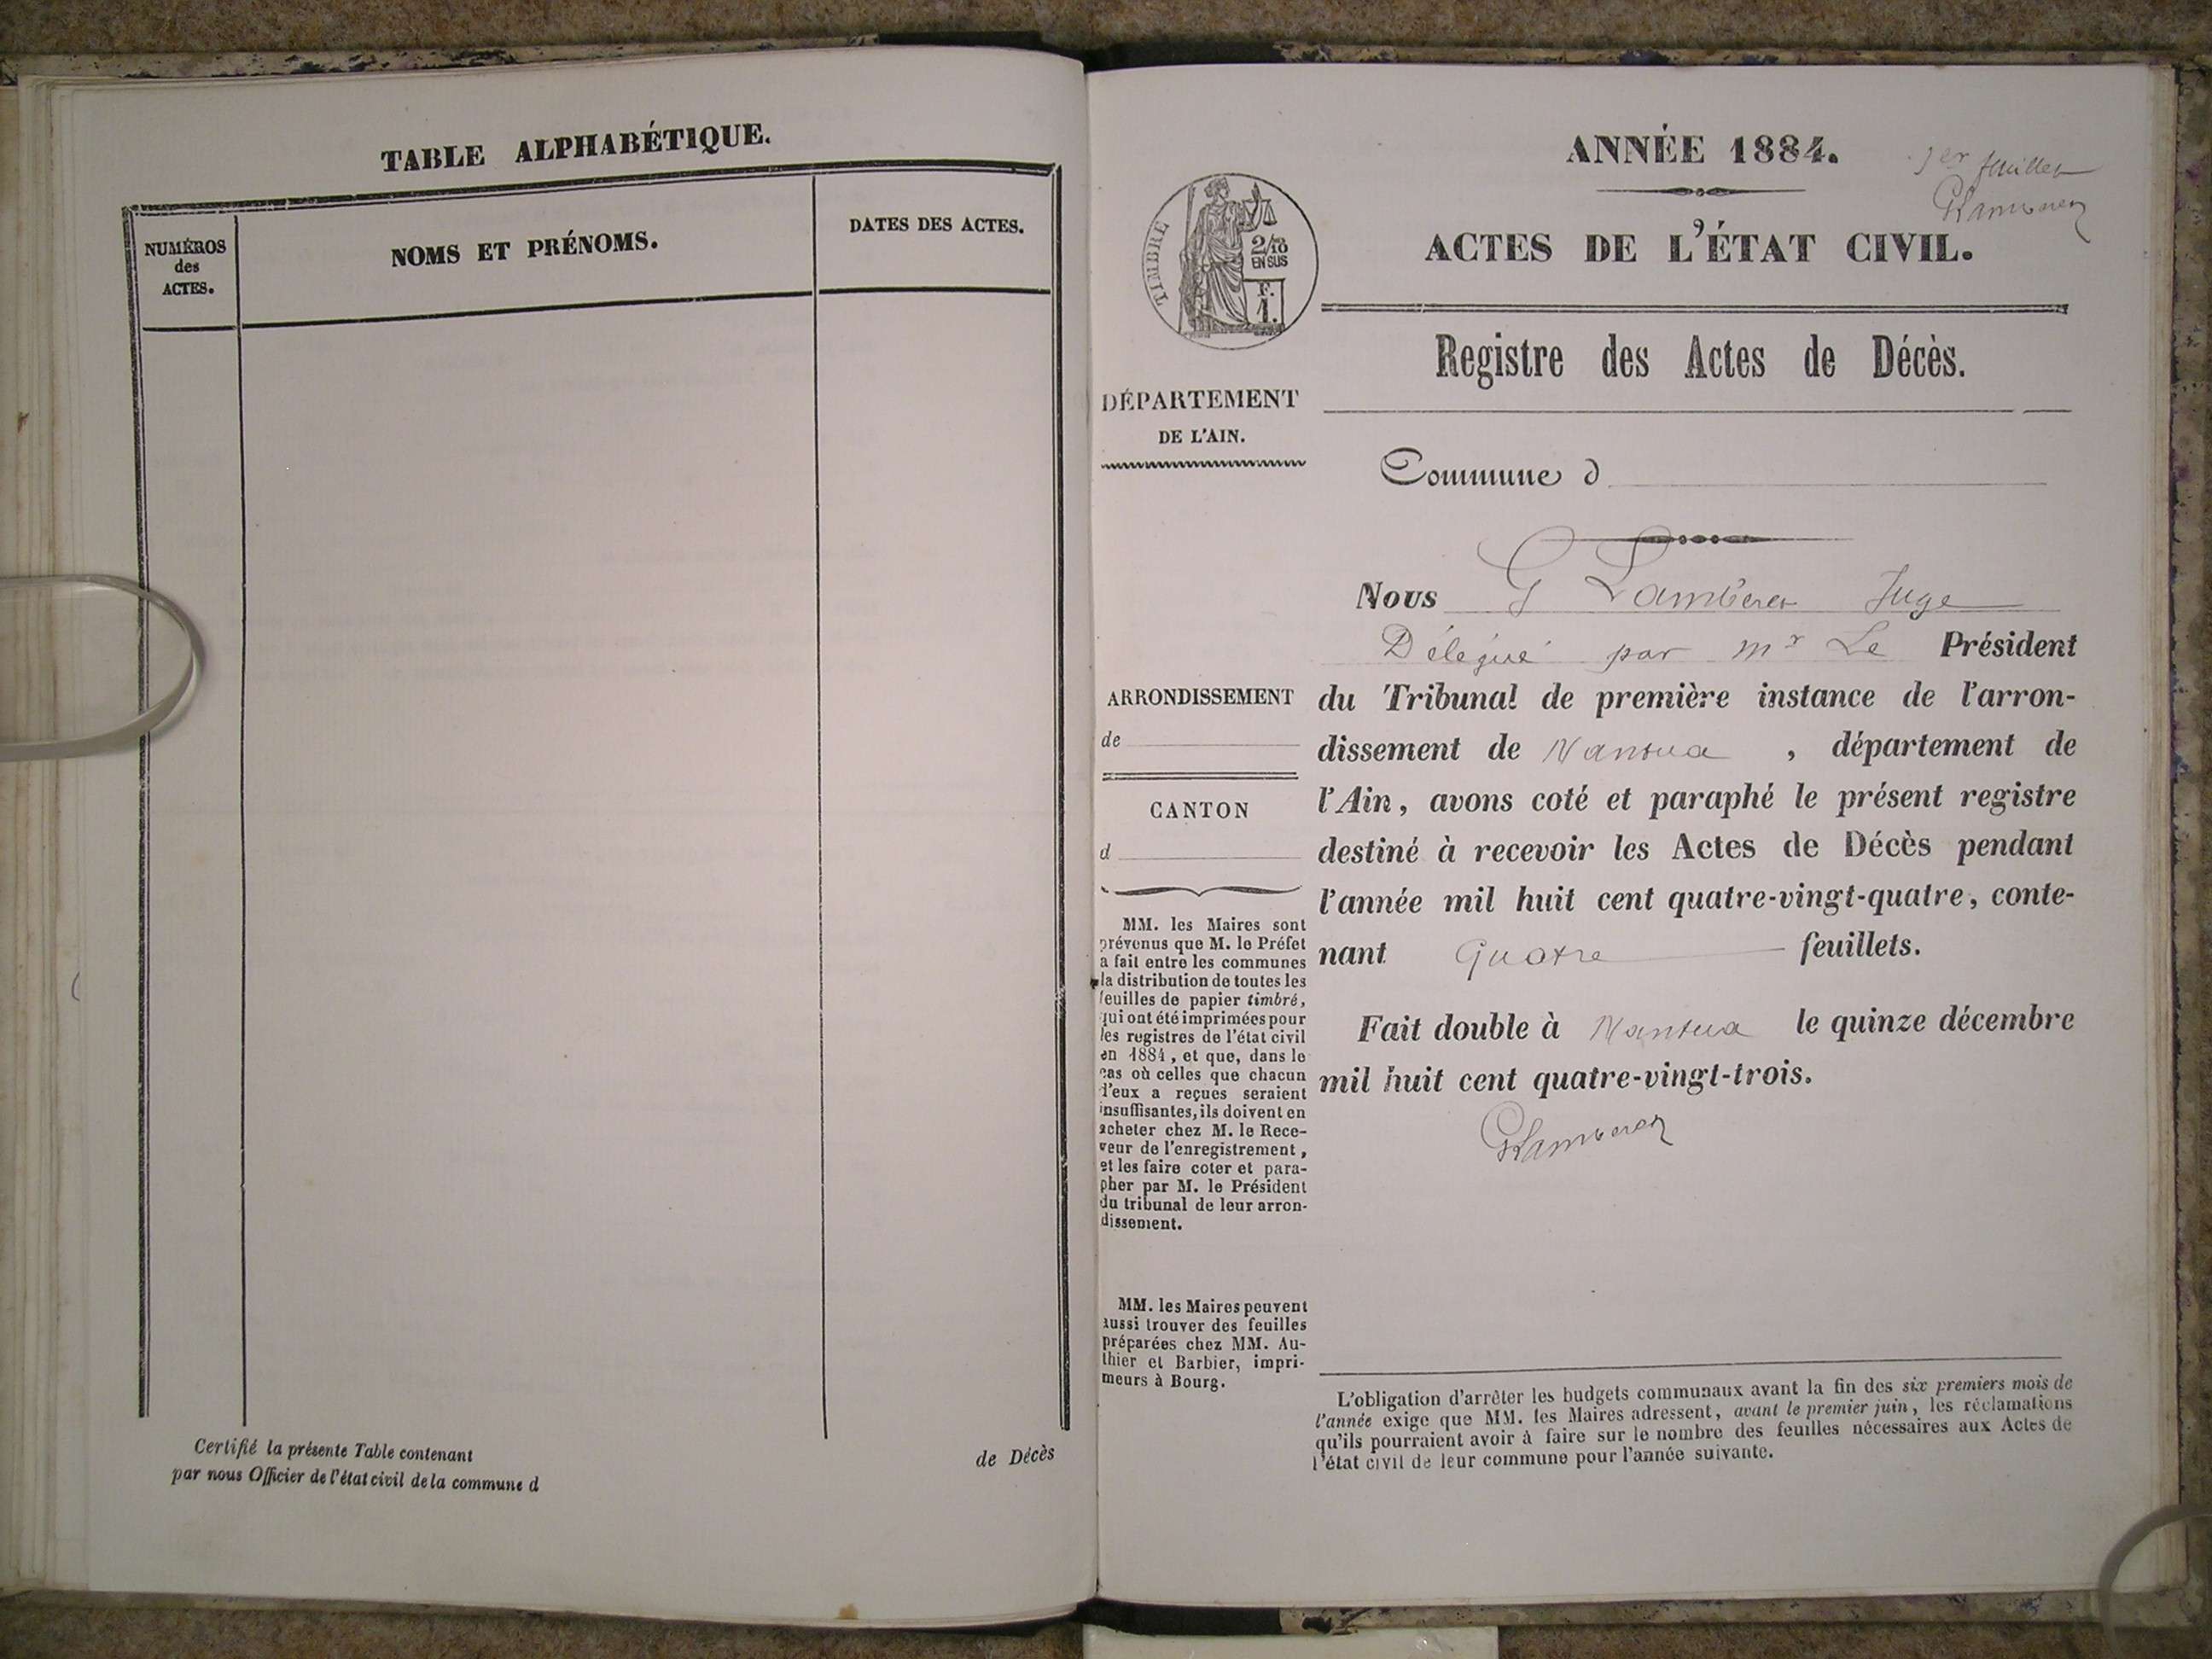 TABLE ALPHABÉTIQUE.
NUMÉROS
des
ACTES.
NOMS ET PRÉNOMS.
DATES DES ACTES.
Certifié la présente Table contenant de Décès
par nous Officier de l'état civil de la commune d
ANNÉE 1884.
1er feuillet
GLamberet
TIMBRE
2/10
EN SUS
F.
1.
ACTES DE L'ÉTAT CIVIL.
Registre des Actes de Décès.
DÉPARTEMENT
DE L'AIN.
Commune d
Nous G Lamberet Juge
Délégué par Mr Le Président
du Tribunal de première instance de l'arron-
dissement de Nantua , département de
l'Ain, avons coté et paraphé le présent registre
destiné à recevoir les Actes de Décès pendant
l'année mil huit cent quatre-vingt-quatre, conte-
nant Quatre feuillets.
Fait double à Nantua le quinze décembre
mil huit cent quatre-vingt-trois.
GLamberet
ARRONDISSEMENT
de
CANTON
d
MM. les Maires sont
prévenus que M. le Préfet
a fait entre les communes
la distribution de toutes les
feuilles de papier timbré,
qui ont été imprimées pour
les registres de l'état civil
en 1884, et que, dans le
cas où celles que chacun
d'eux a reçues seraient
insuffisantes, ils doivent en
acheter chez M. le Rece-
veur de l'enregistrement,
et les faire coter et para-
pher par M. le Président
du tribunal de leur arron-
dissement.
MM. les Maires peuvent
aussi trouver des feuilles
préparées chez MM. Au-
thier et Barbier, impri-
meurs à Bourg.
L'obligation d'arrêter les budgets communaux avant la fin des six premiers mois de
l'année exige que MM. les Maires adressent, avant le premier juin, les réclamations
qu'ils pourraient avoir à faire sur le nombre des feuilles nécessaires aux Actes de
l'état civil de leur commune pour l'année suivante.